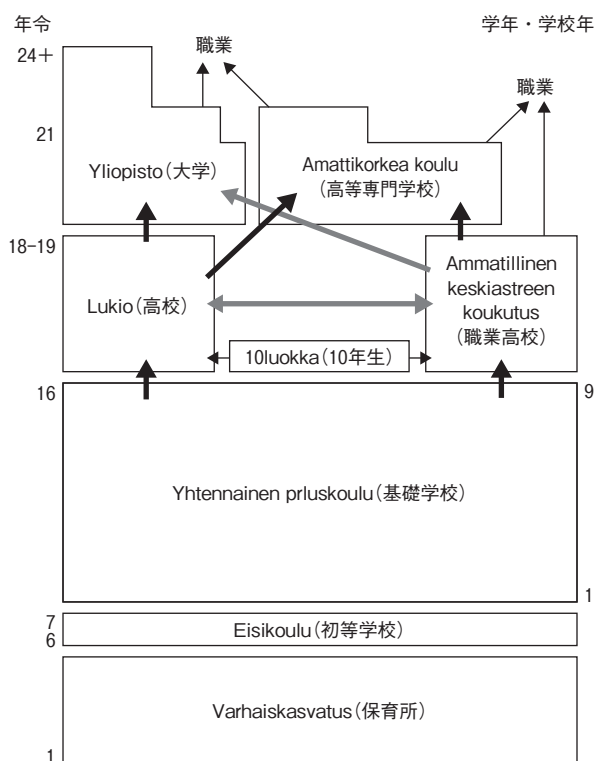 年令
学年・学校年
24+
職業
職業
21
Yliopisto(大学)
Amattikorkea koulu
(高等専門学校)
18-19
Lukio(高校)
Ammatillinen
keskiastreen
koukutus
(職業高校)
10luokka(10年生)
16
9
Yhtennainen prluskoulu(基礎学校)
1
7
6
Eisikoulu(初等学校)
Varhaiskasvatus(保育所)
1